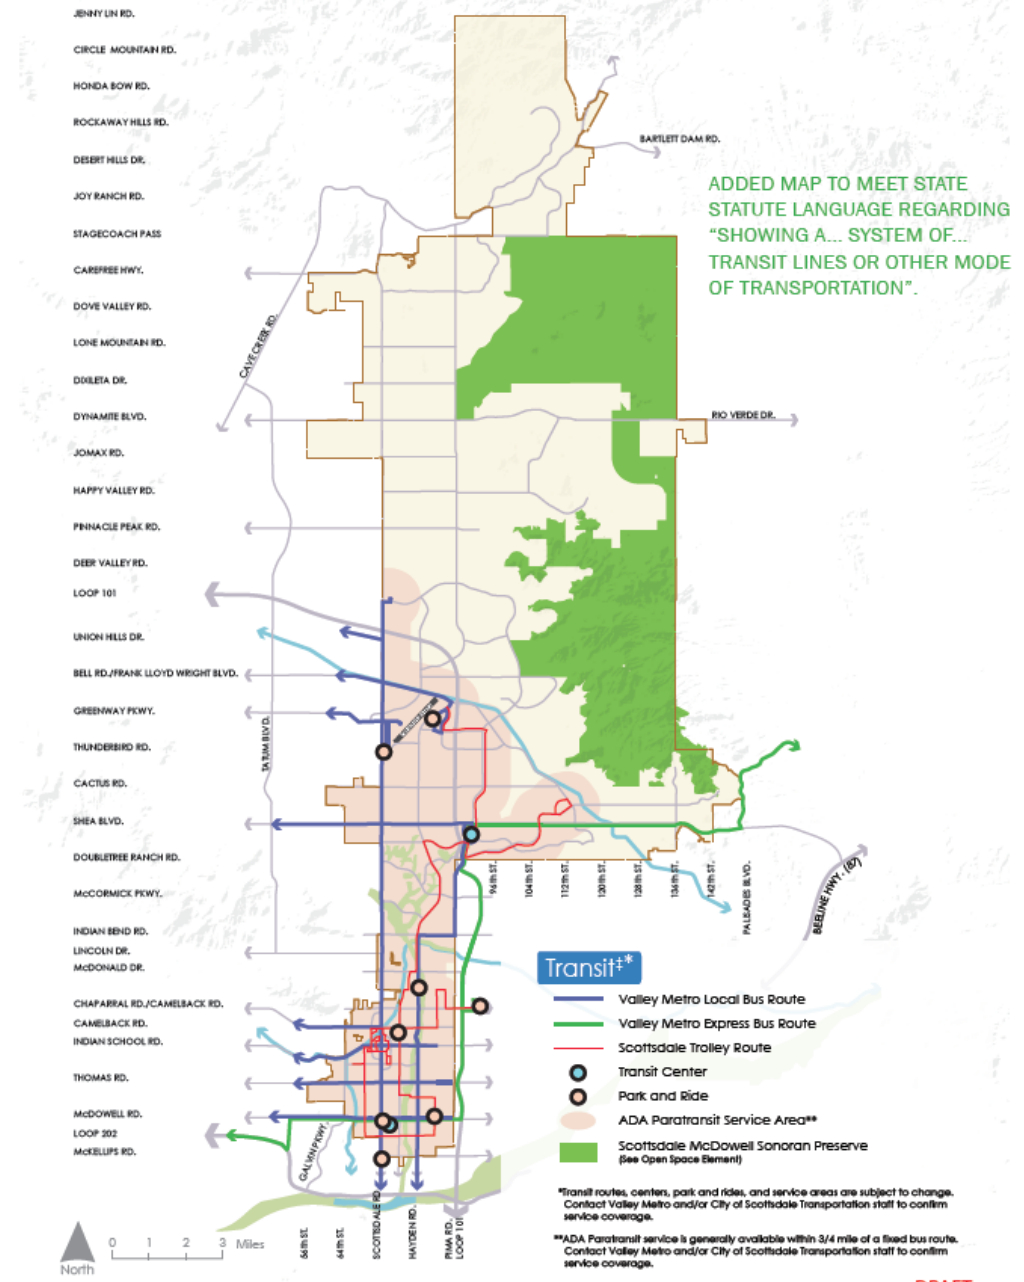 JENNY LIN RD.
CIRCLE MOUNTAIN RD.
HONDA BOW RD.
ROCKAWAY HILLS RD.
BARTLETT DAM RD.
DESERT HILLS DR.
JOY RANCH RD.
STAGECOACH PASS
CAREFREE HWY.
DOVE VALLEY RD.
LONE MOUNTAIN RD.
DIXILETA DR.
DYNAMITE BLVD.
JOMAX RD.
HAPPY VALLEY RD.
PINNACLE PEAK RD.
DEER VALLEY RD.
LOOP 101
UNION HILLS DR.
BELL RD./FRANK LLOYD WRIGHT BLVD.
GREENWAY PKWY.
THUNDERBIRD RD.
CACTUS RD.
SHEA BLVD.
DOUBLETREE RANCH RD.
McCORMICK PKWY.
INDIAN BEND RD.
LINCOLN DR.
McDONALD DR.
CHAPARRAL RD./CAMELBACK RD.
CAMELBACK RD.
INDIAN SCHOOL RD.
THOMAS RD.
McDOWELL RD.
LOOP 202
McKELLIPS RD.
ADDED MAP TO MEET STATE
STATUTE LANGUAGE REGARDING
“SHOWING A... SYSTEM OF...
TRANSIT LINES OR OTHER MODE
OF TRANSPORTATION”.
CAVE CREEK RD.
RIO VERDE DR.
TATUM BLVD.
96th ST.
104th ST.
112th ST.
120th ST.
128th ST.
136th ST.
142th ST.
PALISADES BLVD.
BEELINE HWY. (87)
GALVIN PKWY.
56th ST.
64th ST.
SCOTTSDALE RD.
HAYDEN RD.
PIMA RD.
LOOP 101
Transit‡*
Valley Metro Local Bus Route
Valley Metro Express Bus Route
Scottsdale Trolley Route
Transit Center
Park and Ride
ADA Paratransit Service Area**
Scottsdale McDowell Sonoran Preserve
(See Open Space Element)
*Transit routes, centers, park and rides, and service areas are subject to change.
Contact Valley Metro and/or City of Scottsdale Transportation staff to confirm
service coverage.
**ADA Paratransit service is generally available within 3/4 mile of a fixed bus route.
Contact Valley Metro and/or City of Scottsdale Transportation staff to confirm
service coverage.
0 1 2 3 Miles
North